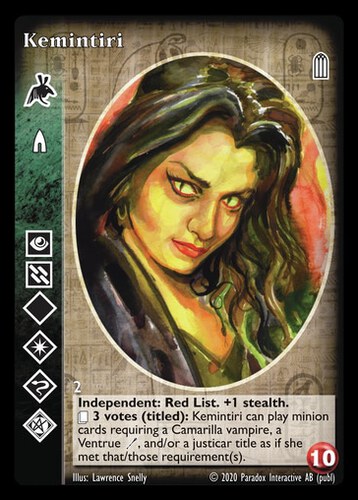 Kemintiri
2
Independent: Red List. +1 stealth.
3 votes (titled): Kemintiri can play minion
cards requiring a Camarilla vampire, a
Ventrue, and/or a justicar title as if she
met that/those requirement(s).
10
Illus: Lawrence Snelly
© 2020 Paradox Interactive AB (publ)